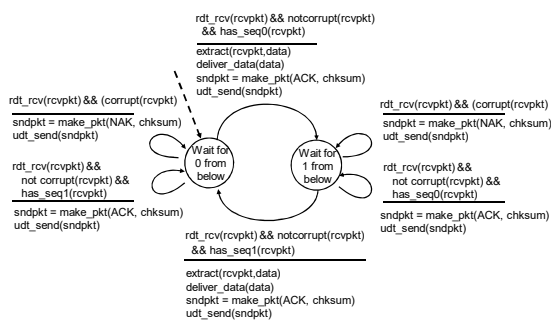 rdt_rcv(rcvpkt) && notcorrupt(rcvpkt)
&& has_seq0(rcvpkt)
extract(rcvpkt,data)
deliver_data(data)
sndpkt = make_pkt(ACK, chksum)
udt_send(sndpkt)
rdt_rcv(rcvpkt) && (corrupt(rcvpkt)
sndpkt = make_pkt(NAK, chksum)
udt_send(sndpkt)
rdt_rcv(rcvpkt) &&
not corrupt(rcvpkt) &&
has_seq1(rcvpkt)
sndpkt = make_pkt(ACK, chksum)
udt_send(sndpkt)
Wait for
0 from
below
Wait for
1 from
below
rdt_rcv(rcvpkt) && (corrupt(rcvpkt)
sndpkt = make_pkt(NAK, chksum)
udt_send(sndpkt)
rdt_rcv(rcvpkt) &&
not corrupt(rcvpkt) &&
has_seq0(rcvpkt)
sndpkt = make_pkt(ACK, chksum)
udt_send(sndpkt)
rdt_rcv(rcvpkt) && notcorrupt(rcvpkt)
&& has_seq1(rcvpkt)
extract(rcvpkt,data)
deliver_data(data)
sndpkt = make_pkt(ACK, chksum)
udt_send(sndpkt)